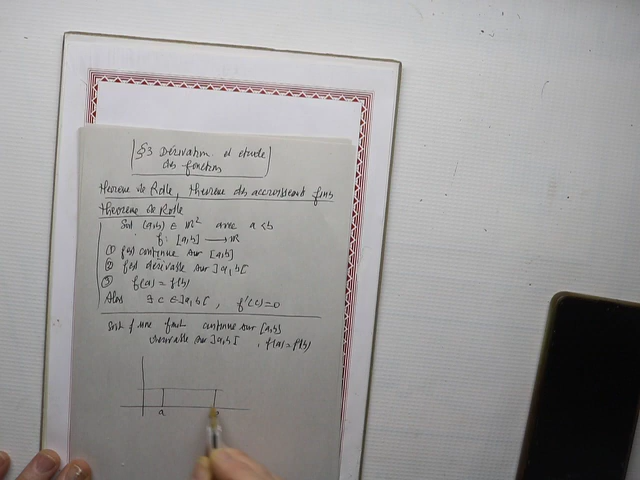 §3 Dérivation et étude
des fonctions
théorème de Rolle, théorème des accroissements finis
théorème de Rolle
Soit (a,b) ∈ ℝ² avec a < b
f: [a,b] → ℝ
① f est continue sur [a,b]
② f est dérivable sur ]a,b[
③ f(a) = f(b)
Alors ∃ c ∈ ]a,b[, f'(c) = 0
Soit f une fonct continue sur [a,b]
dérivable sur ]a,b[, f(a) = f(b)
a